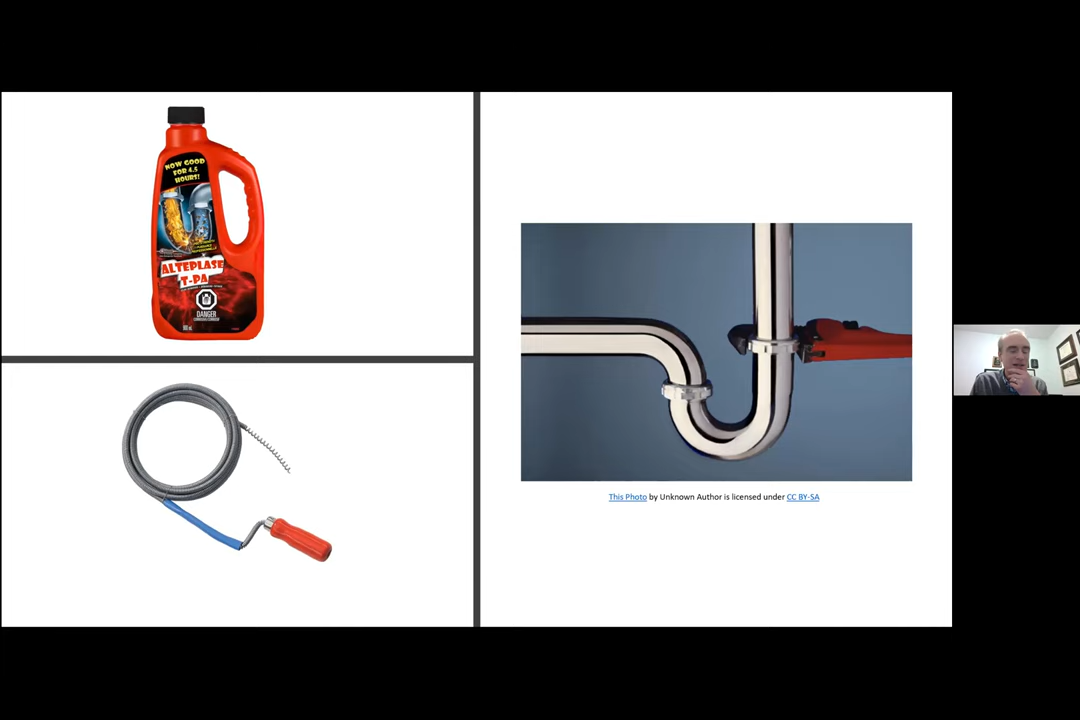 NOW GOOD
FOR 4.5
HOURS!
ALTEPLASE
T-PA
DANGER
This Photo by Unknown Author is licensed under CC BY-SA